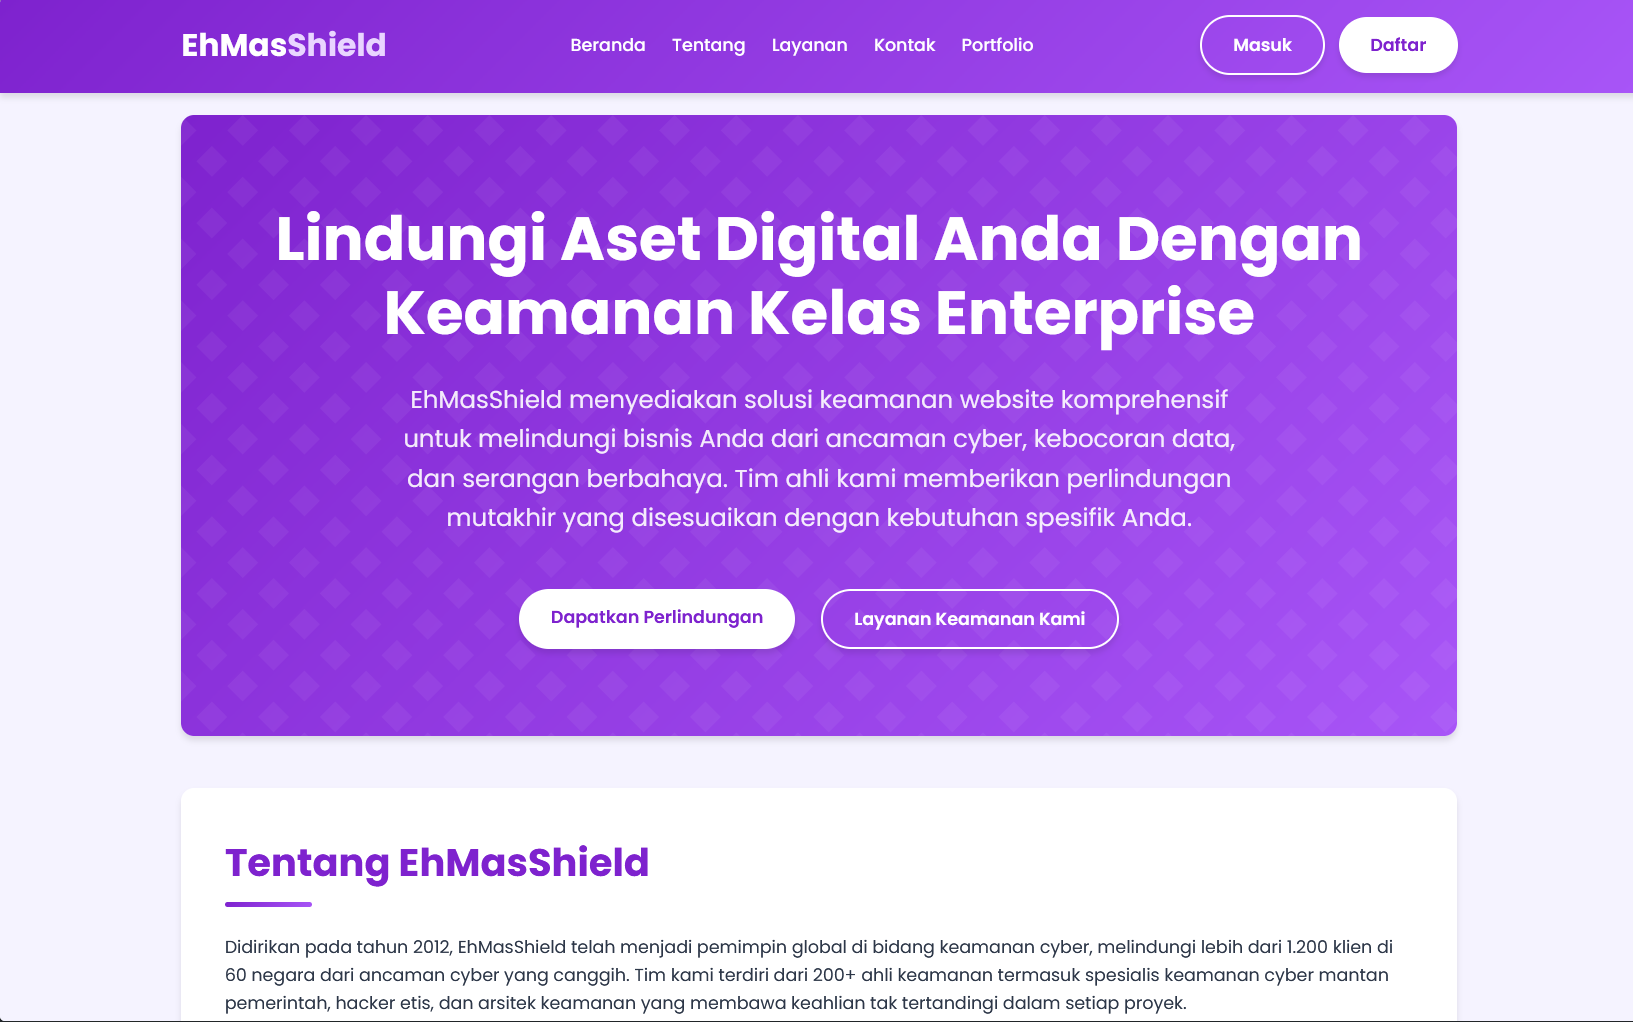 EhMasShield
Beranda
Tentang
Layanan
Kontak
Portfolio
Masuk
Daftar
Lindungi Aset Digital Anda Dengan
Keamanan Kelas Enterprise
EhMasShield menyediakan solusi keamanan website komprehensif
untuk melindungi bisnis Anda dari ancaman cyber, kebocoran data,
dan serangan berbahaya. Tim ahli kami memberikan perlindungan
mutakhir yang disesuaikan dengan kebutuhan spesifik Anda.
Dapatkan Perlindungan
Layanan Keamanan Kami
Tentang EhMasShield
Didirikan pada tahun 2012, EhMasShield telah menjadi pemimpin global di bidang keamanan cyber, melindungi lebih dari 1.200 klien di
60 negara dari ancaman cyber yang canggih. Tim kami terdiri dari 200+ ahli keamanan termasuk spesialis keamanan cyber mantan
pemerintah, hacker etis, dan arsitek keamanan yang membawa keahlian tak tertandingi dalam setiap proyek.